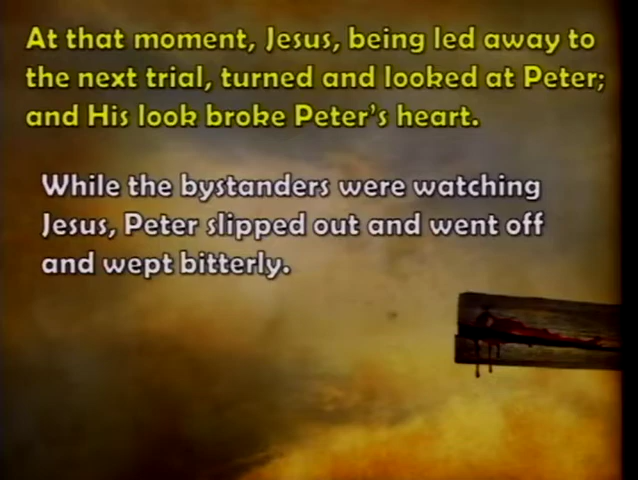 At that moment, Jesus, being led away to
the next trial, turned and looked at Peter;
and His look broke Peter's heart.
While the bystanders were watching
Jesus, Peter slipped out and went off
and wept bitterly.